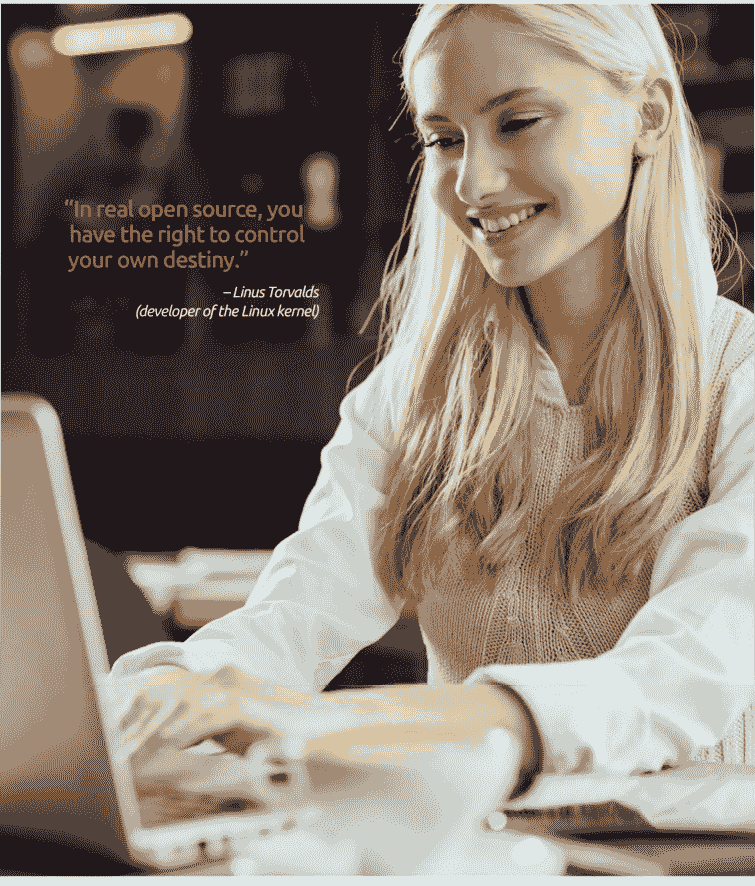 “In real open source, you
have the right to control
your own destiny.”
– Linus Torvalds
(developer of the Linux kernel)